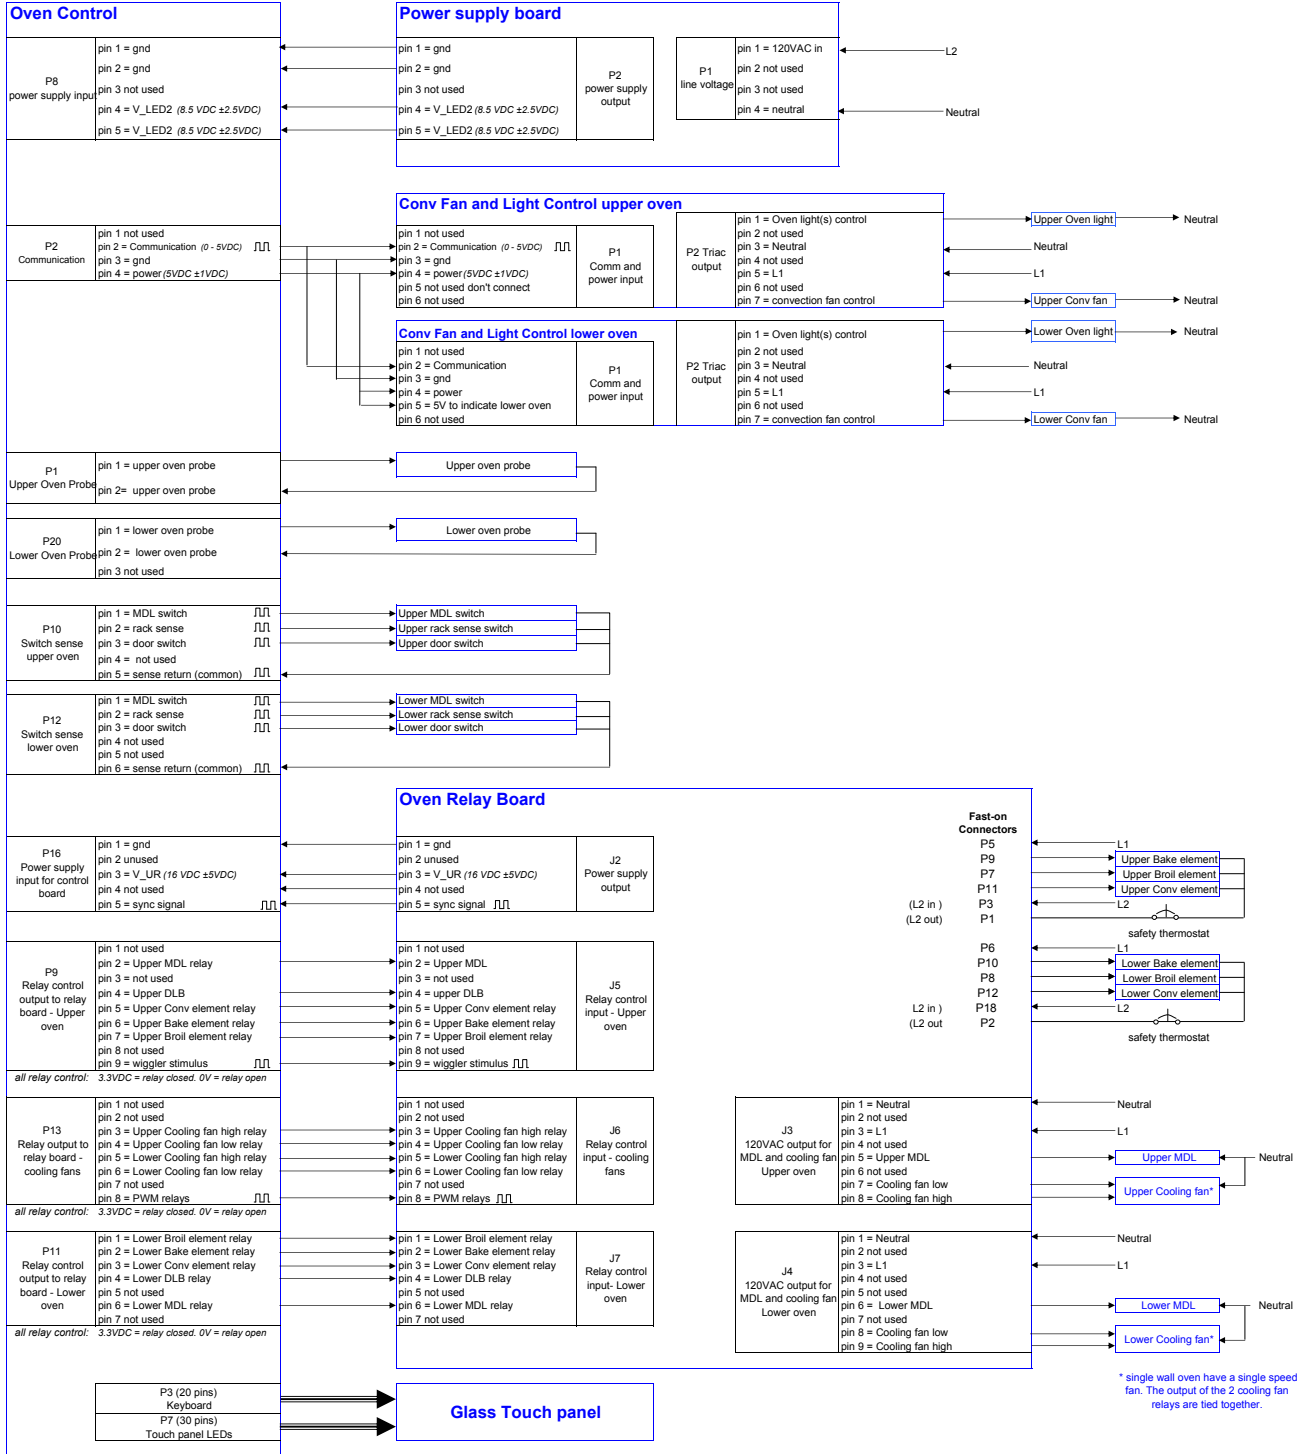 Oven Control
Power supply board
P8
power supply input
pin 1 = gnd
pin 2 = gnd
pin 3 not used
pin 4 = V_LED2 (8.5 VDC ±2.5VDC)
pin 5 = V_LED2 (8.5 VDC ±2.5VDC)
pin 1 = gnd
pin 2 = gnd
pin 3 not used
pin 4 = V_LED2 (8.5 VDC ±2.5VDC)
pin 5 = V_LED2 (8.5 VDC ±2.5VDC)
P2
power supply
output
P1
line voltage
pin 1 = 120VAC in
pin 2 not used
pin 3 not used
pin 4 = neutral
L2
Neutral
Conv Fan and Light Control upper oven
P2
Communication
pin 1 not used
pin 2 = Communication (0 - 5VDC)
pin 3 = gnd
pin 4 = power(5VDC ±1VDC)
pin 1 not used
pin 2 = Communication (0 - 5VDC)
pin 3 = gnd
pin 4 = power(5VDC ±1VDC)
pin 5 not used don't connect
pin 6 not used
P1
Comm and
power input
P2 Triac
output
pin 1 = Oven light(s) control
pin 2 not used
pin 3 = Neutral
pin 4 not used
pin 5 = L1
pin 6 not used
pin 7 = convection fan control
Upper Oven light
Neutral
Neutral
L1
Upper Conv fan
Neutral
Conv Fan and Light Control lower oven
pin 1 not used
pin 2 = Communication
pin 3 = gnd
pin 4 = power
pin 5 = 5V to indicate lower oven
pin 6 not used
P1
Comm and
power input
P2 Triac
output
pin 1 = Oven light(s) control
pin 2 not used
pin 3 = Neutral
pin 4 not used
pin 5 = L1
pin 6 not used
pin 7 = convection fan control
Lower Oven light
Neutral
Neutral
L1
Lower Conv fan
Neutral
P1
Upper Oven Probe
pin 1 = upper oven probe
pin 2= upper oven probe
Upper oven probe
P20
Lower Oven Probe
pin 1 = lower oven probe
pin 2 = lower oven probe
pin 3 not used
Lower oven probe
P10
Switch sense
upper oven
pin 1 = MDL switch
pin 2 = rack sense
pin 3 = door switch
pin 4 = not used
pin 5 = sense return (common)
Upper MDL switch
Upper rack sense switch
Upper door switch
P12
Switch sense
lower oven
pin 1 = MDL switch
pin 2 = rack sense
pin 3 = door switch
pin 4 not used
pin 5 not used
pin 6 = sense return (common)
Lower MDL switch
Lower rack sense switch
Lower door switch
Oven Relay Board
P16
Power supply
input for control
board
pin 1 = gnd
pin 2 unused
pin 3 = V_UR (16 VDC ±5VDC)
pin 4 not used
pin 5 = sync signal
pin 1 = gnd
pin 2 unused
pin 3 = V_UR (16 VDC ±5VDC)
pin 4 not used
pin 5 = sync signal
J2
Power supply
output
Fast-on
Connectors
P5
P9
P7
P11
(L2 in ) P3
(L2 out) P1
L1
Upper Bake element
Upper Broil element
Upper Conv element
L2
safety thermostat
P6
P10
P8
P12
L2 in ) P18
(L2 out P2
L1
Lower Bake element
Lower Broil element
Lower Conv element
L2
safety thermostat
P9
Relay control
output to relay
board - Upper
oven
pin 1 not used
pin 2 = Upper MDL relay
pin 3 = not used
pin 4 = Upper DLB
pin 5 = Upper Conv element relay
pin 6 = Upper Bake element relay
pin 7 = Upper Broil element relay
pin 8 not used
pin 9 = wiggler stimulus
all relay control: 3.3VDC = relay closed. 0V = relay open
pin 1 not used
pin 2 = Upper MDL
pin 3 = not used
pin 4 = upper DLB
pin 5 = Upper Conv element relay
pin 6 = Upper Bake element relay
pin 7 = Upper Broil element relay
pin 8 not used
pin 9 = wiggler stimulus
J5
Relay control
input - Upper
oven
P13
Relay output to
relay board -
cooling fans
pin 1 not used
pin 2 not used
pin 3 = Upper Cooling fan high relay
pin 4 = Upper Cooling fan low relay
pin 5 = Lower Cooling fan high relay
pin 6 = Lower Cooling fan low relay
pin 7 not used
pin 8 = PWM relays
all relay control: 3.3VDC = relay closed. 0V = relay open
pin 1 not used
pin 2 not used
pin 3 = Upper Cooling fan high relay
pin 4 = Upper Cooling fan low relay
pin 5 = Lower Cooling fan high relay
pin 6 = Lower Cooling fan low relay
pin 7 not used
pin 8 = PWM relays
J6
Relay control
input - cooling
fans
J3
120VAC output for
MDL and cooling fan
Upper oven
pin 1 = Neutral
pin 2 not used
pin 3 = L1
pin 4 not used
pin 5 = Upper MDL
pin 6 not used
pin 7 = Cooling fan low
pin 8 = Cooling fan high
Neutral
L1
Upper MDL
Neutral
Upper Cooling fan*
P11
Relay control
output to relay
board - Lower
oven
pin 1 = Lower Broil element relay
pin 2 = Lower Bake element relay
pin 3 = Lower Conv element relay
pin 4 = Lower DLB relay
pin 5 not used
pin 6 = Lower MDL relay
pin 7 not used
all relay control: 3.3VDC = relay closed. 0V = relay open
pin 1 = Lower Broil element relay
pin 2 = Lower Bake element relay
pin 3 = Lower Conv element relay
pin 4 = Lower DLB relay
pin 5 not used
pin 6 = Lower MDL relay
pin 7 not used
J7
Relay control
input- Lower
oven
J4
120VAC output for
MDL and cooling fan
Lower oven
pin 1 = Neutral
pin 2 not used
pin 3 = L1
pin 4 not used
pin 5 not used
pin 6 = Lower MDL
pin 7 not used
pin 8 = Cooling fan low
pin 9 = Cooling fan high
Neutral
L1
Lower MDL
Neutral
Lower Cooling fan*
* single wall oven have a single speed
fan. The output of the 2 cooling fan
relays are tied together.
P3 (20 pins)
Keyboard
P7 (30 pins)
Touch panel LEDs
Glass Touch panel